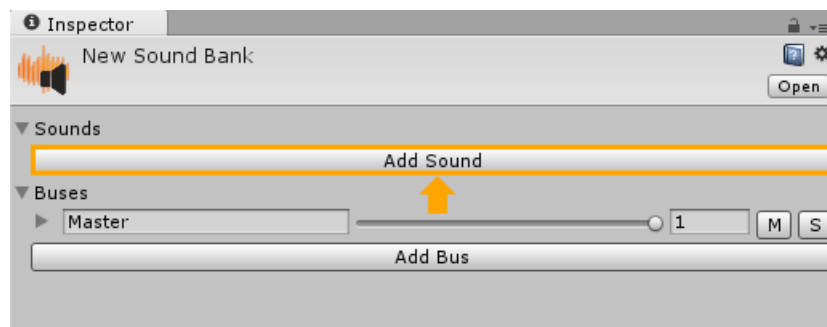 Inspector
New Sound Bank
Open
Sounds
Add Sound
Buses
Master 1 M S
Add Bus